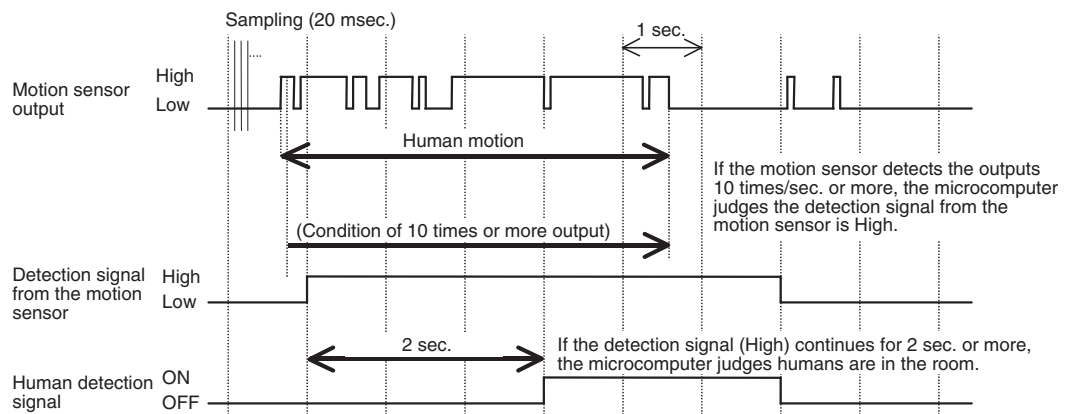 Sampling (20 msec.)
....
1 sec.
Motion sensor
output
High
Low
Human motion
If the motion sensor detects the outputs
10 times/sec. or more, the microcomputer
judges the detection signal from the
motion sensor is High.
(Condition of 10 times or more output)
Detection signal
from the motion
sensor
High
Low
2 sec.
If the detection signal (High) continues for 2 sec. or more,
the microcomputer judges humans are in the room.
Human detection
signal
ON
OFF